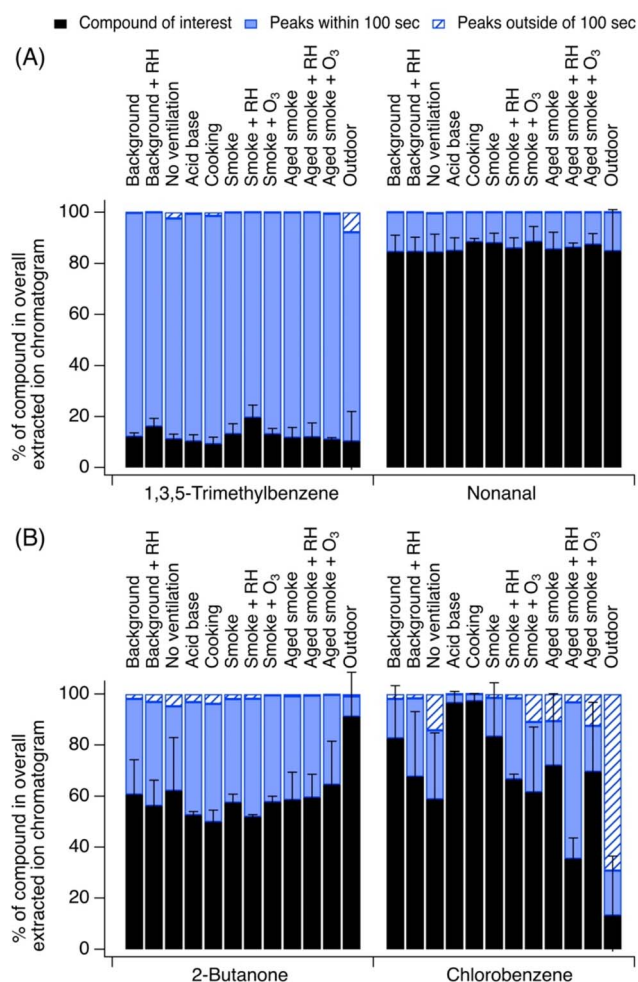 Compound of interest Peaks within 100 sec Peaks outside of 100 sec
(A)
Background
Background + RH
No ventilation
Acid base
Cooking
Smoke
Smoke + RH
Smoke + O3
Aged smoke
Aged smoke + RH
Aged smoke + O3
Outdoor
Background
Background + RH
No ventilation
Acid base
Cooking
Smoke
Smoke + RH
Smoke + O3
Aged smoke
Aged smoke + RH
Aged smoke + O3
Outdoor
% of compound in overall
extracted ion chromatogram
100
80
60
40
20
0
1,3,5-Trimethylbenzene Nonanal
(B)
Background
Background + RH
No ventilation
Acid base
Cooking
Smoke
Smoke + RH
Smoke + O3
Aged smoke
Aged smoke + RH
Aged smoke + O3
Outdoor
Background
Background + RH
No ventilation
Acid base
Cooking
Smoke
Smoke + RH
Smoke + O3
Aged smoke
Aged smoke + RH
Aged smoke + O3
Outdoor
% of compound in overall
extracted ion chromatogram
100
80
60
40
20
0
2-Butanone Chlorobenzene